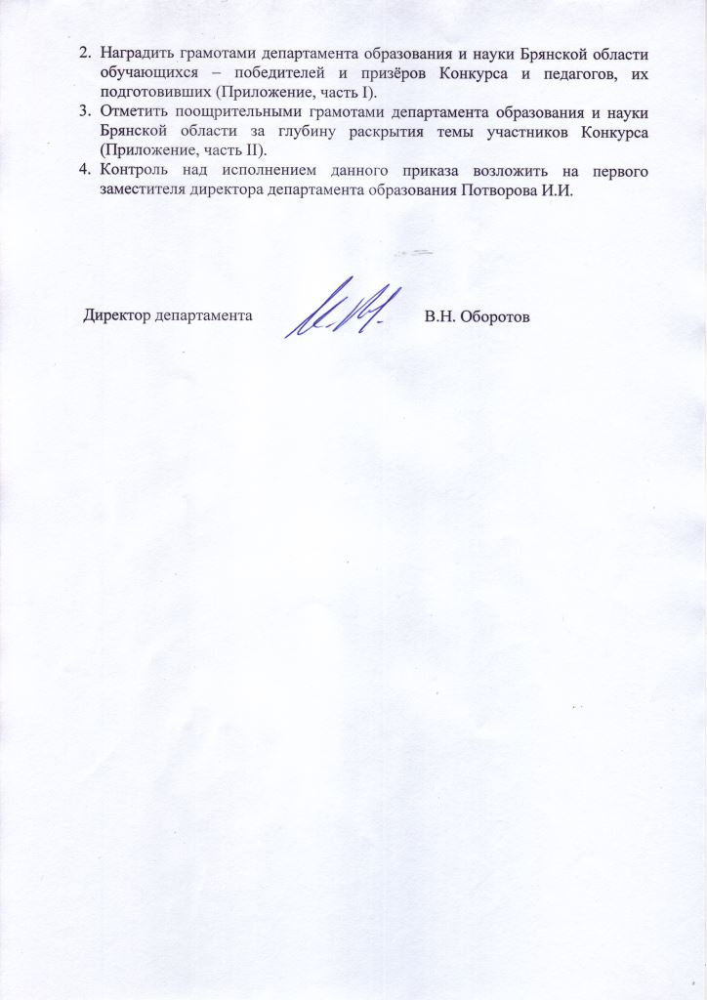 2. Наградить грамотами департамента образования и науки Брянской области
обучающихся – победителей и призёров Конкурса и педагогов, их
подготовивших (Приложение, часть I).
3. Отметить поощрительными грамотами департамента образования и науки
Брянской области за глубину раскрытия темы участников Конкурса
(Приложение, часть II).
4. Контроль над исполнением данного приказа возложить на первого
заместителя директора департамента образования Потворова И.И.
Директор департамента В.Н. Оборотов